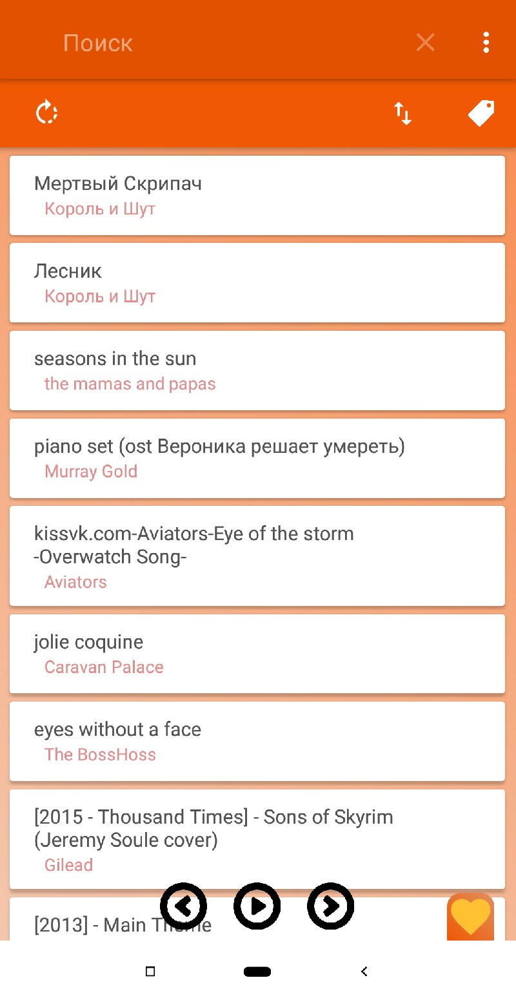 Поиск
Мертвый Скрипач
Король и Шут
Лесник
Король и Шут
seasons in the sun
the mamas and papas
piano set (ost Вероника решает умереть)
Murray Gold
kissvk.com-Aviators-Eye of the storm
-Overwatch Song-
Aviators
jolie coquine
Caravan Palace
eyes without a face
The BossHoss
[2015 - Thousand Times] - Sons of Skyrim
(Jeremy Soule cover)
Gilead
[2013] - Main Theme